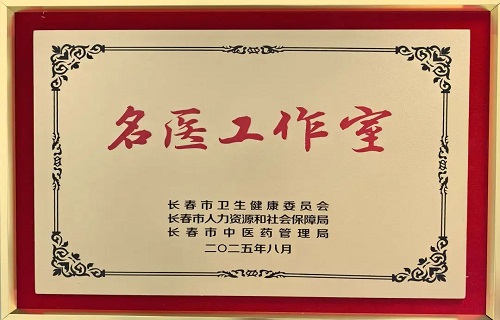 名医工作室
长春市卫生健康委员会
长春市人力资源和社会保障局
长春市中医药管理局
二〇二五年八月